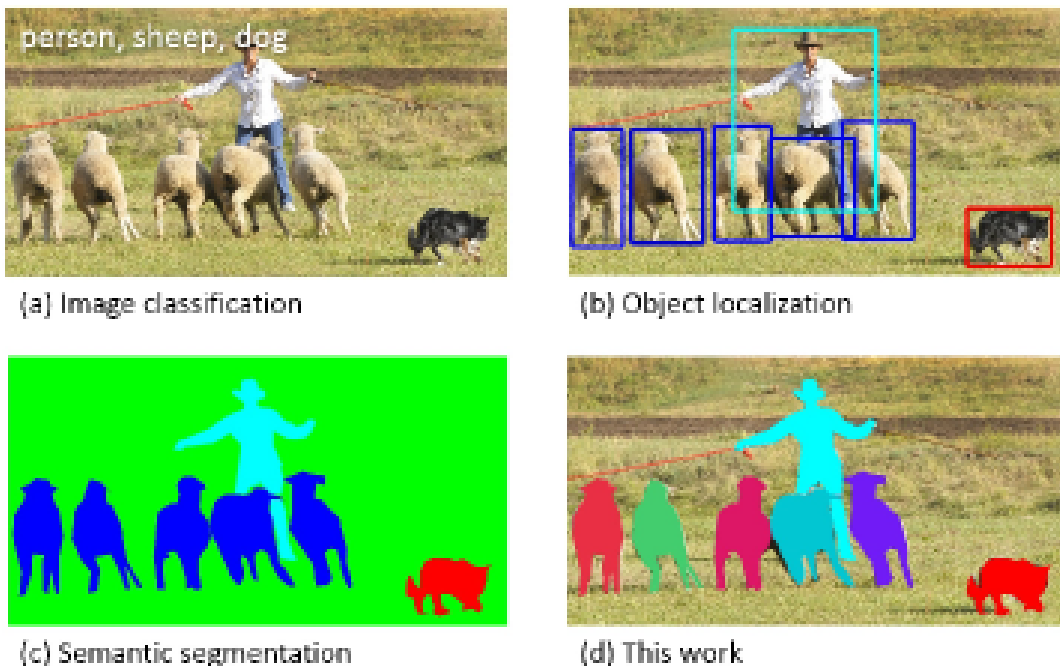 person, sheep, dog
(a) Image classification
(b) Object localization
(c) Semantic segmentation
(d) This work